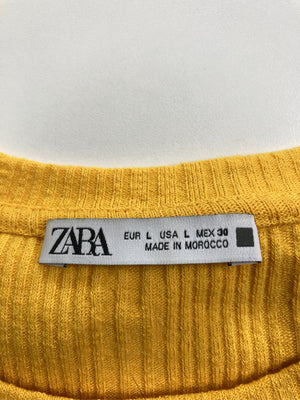 ZARA
EUR L USA L MEX 30
MADE IN MOROCCO